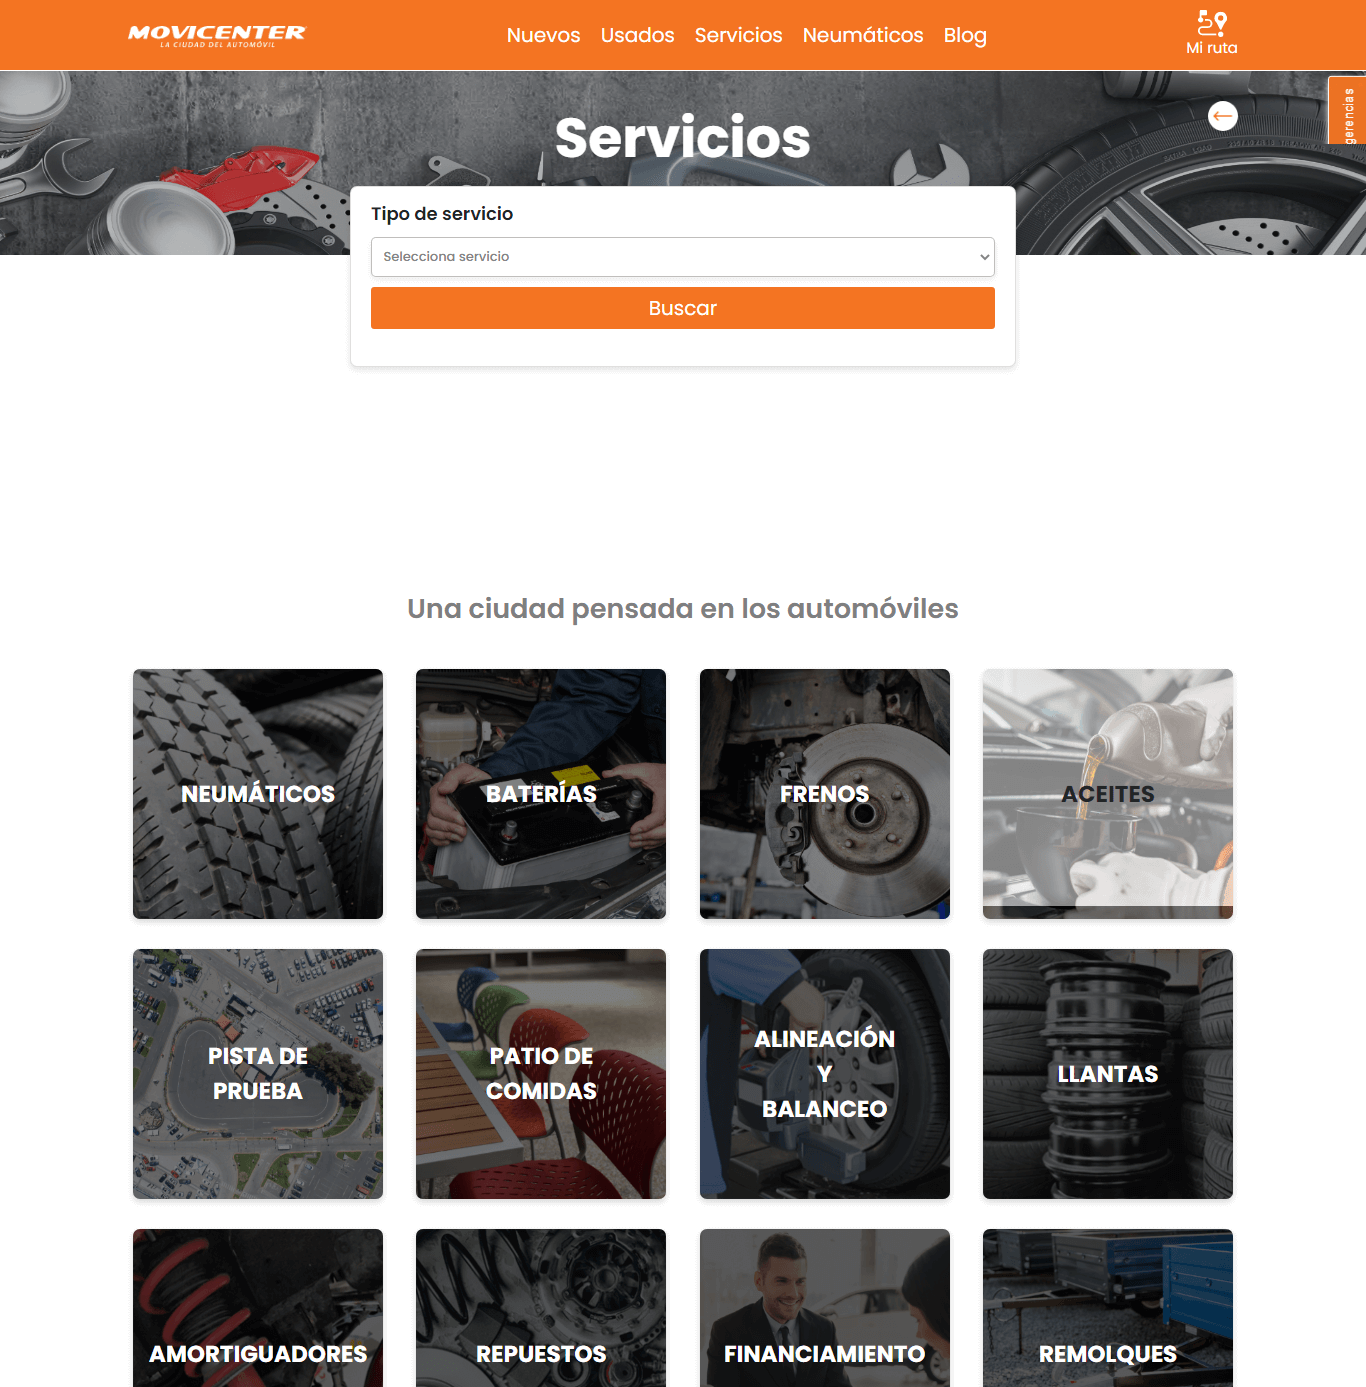 MOVICENTER
LA CIUDAD DEL AUTOMÓVIL
Nuevos
Usados
Servicios
Neumáticos
Blog
Mi ruta
gerencias
Servicios
Tipo de servicio
Selecciona servicio
Buscar
Una ciudad pensada en los automóviles
NEUMÁTICOS
BATERÍAS
FRENOS
ACEITES
PISTA DE
PRUEBA
PATIO DE
COMIDAS
ALINEACIÓN
Y
BALANCEO
LLANTAS
AMORTIGUADORES
REPUESTOS
FINANCIAMIENTO
REMOLQUES